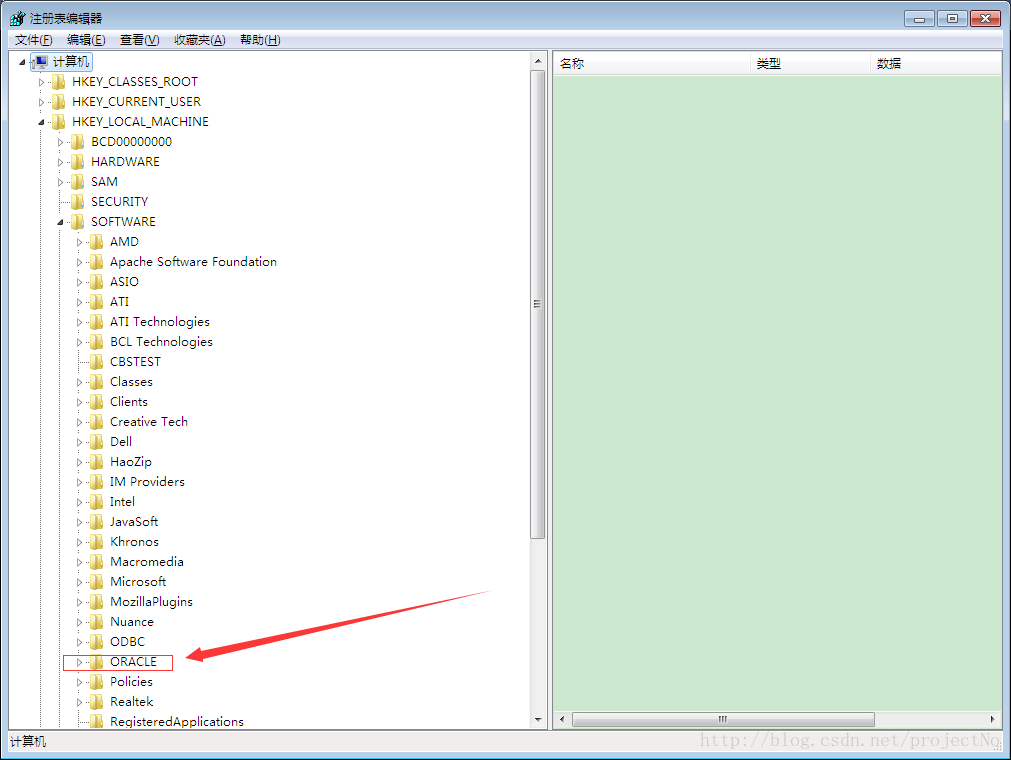 注册表编辑器
文件(F) 编辑(E) 查看(V) 收藏夹(A) 帮助(H)
计算机
HKEY_CLASSES_ROOT
HKEY_CURRENT_USER
HKEY_LOCAL_MACHINE
BCD00000000
HARDWARE
SAM
SECURITY
SOFTWARE
AMD
Apache Software Foundation
ASIO
ATI
ATI Technologies
BCL Technologies
CBSTEST
Classes
Clients
Creative Tech
Dell
HaoZip
IM Providers
Intel
JavaSoft
Khronos
Macromedia
Microsoft
MozillaPlugins
Nuance
ODBC
ORACLE
Policies
Realtek
RegisteredApplications
名称 类型 数据
计算机
http://blog.csdn.net/projectNo